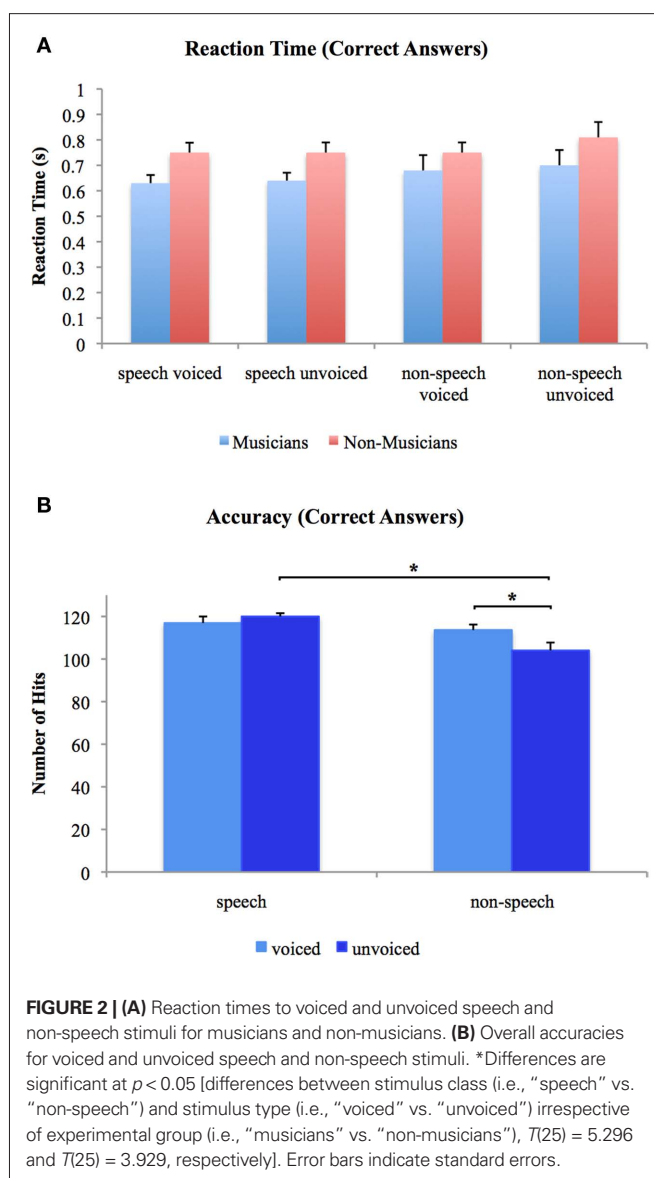 A
Reaction Time (Correct Answers)
1
0.9
0.8
0.7
0.6
0.5
0.4
0.3
0.2
0.1
0
Reaction Time (s)
speech voiced speech unvoiced non-speech voiced non-speech unvoiced
Musicians Non-Musicians
B
Accuracy (Correct Answers)
*
*
120
100
80
60
40
20
0
Number of Hits
speech non-speech
voiced unvoiced
FIGURE 2 | (A) Reaction times to voiced and unvoiced speech and
non-speech stimuli for musicians and non-musicians. (B) Overall accuracies
for voiced and unvoiced speech and non-speech stimuli. *Differences are
significant at p < 0.05 [differences between stimulus class (i.e., “speech” vs.
“non-speech”) and stimulus type (i.e., “voiced” vs. “unvoiced”) irrespective
of experimental group (i.e., “musicians” vs. “non-musicians”), T(25) = 5.296
and T(25) = 3.929, respectively]. Error bars indicate standard errors.